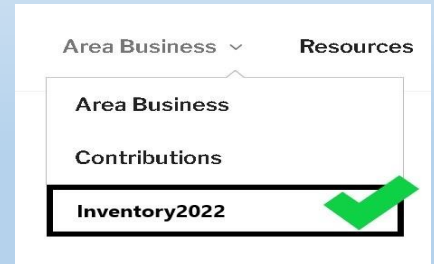 Area Business Resources
Area Business
Contributions
Inventory2022